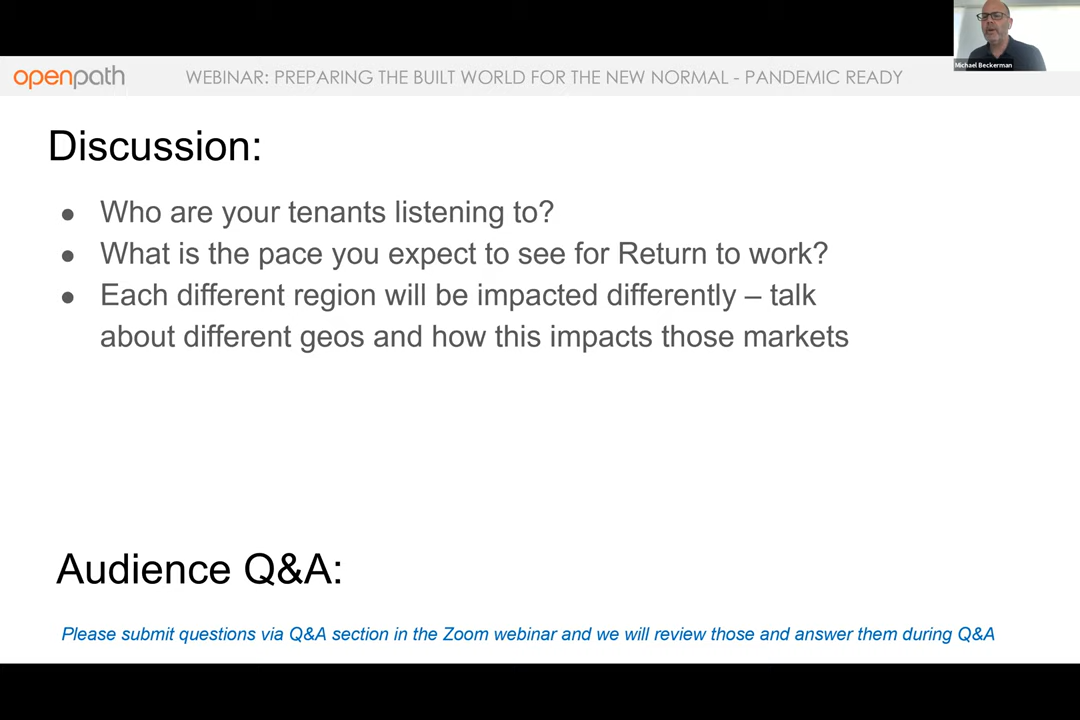 Michael Beckerman
openpath
WEBINAR: PREPARING THE BUILT WORLD FOR THE NEW NORMAL - PANDEMIC READY
Discussion:
● Who are your tenants listening to?
● What is the pace you expect to see for Return to work?
● Each different region will be impacted differently – talk
about different geos and how this impacts those markets
Audience Q&A:
Please submit questions via Q&A section in the Zoom webinar and we will review those and answer them during Q&A